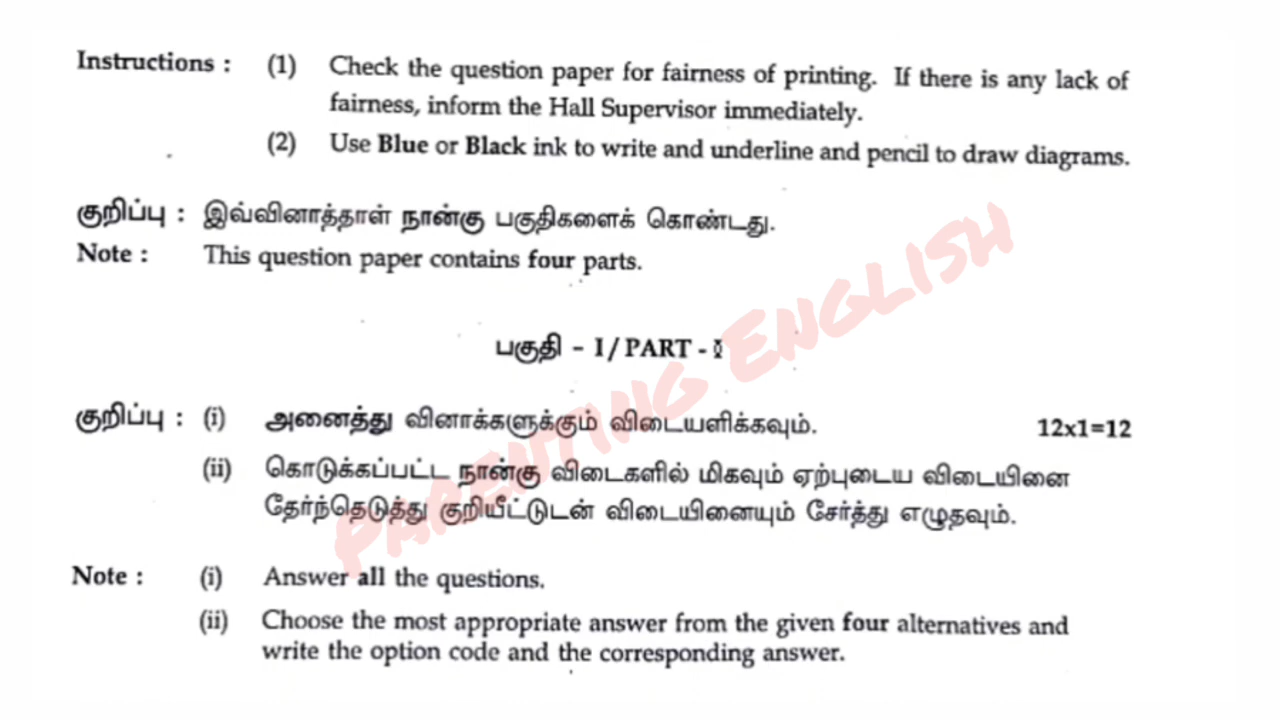 Instructions : (1) Check the question paper for fairness of printing. If there is any lack of
fairness, inform the Hall Supervisor immediately.
(2) Use Blue or Black ink to write and underline and pencil to draw diagrams.
குறிப்பு : இவ்வினாத்தாள் நான்கு பகுதிகளைக் கொண்டது.
Note : This question paper contains four parts.
பகுதி - I / PART - I
குறிப்பு : (i) அனைத்து வினாக்களுக்கும் விடையளிக்கவும். 12x1=12
(ii) கொடுக்கப்பட்ட நான்கு விடைகளில் மிகவும் ஏற்புடைய விடையினை
தேர்ந்தெடுத்து குறியீட்டுடன் விடையினையும் சேர்த்து எழுதவும்.
Note : (i) Answer all the questions.
(ii) Choose the most appropriate answer from the given four alternatives and
write the option code and the corresponding answer.
PARENTING ENGLISH